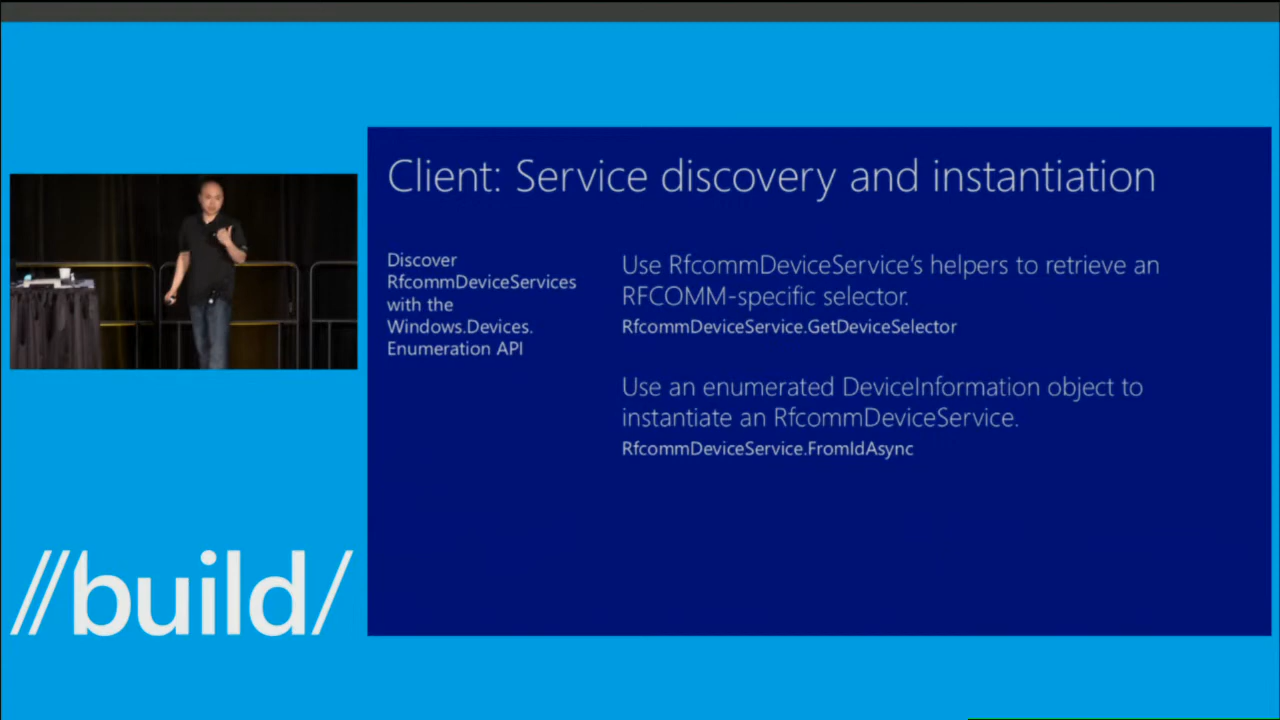 Client: Service discovery and instantiation
Discover
RfcommDeviceServices
with the
Windows.Devices.
Enumeration API
Use RfcommDeviceService's helpers to retrieve an
RFCOMM-specific selector.
RfcommDeviceService.GetDeviceSelector
Use an enumerated DeviceInformation object to
instantiate an RfcommDeviceService.
RfcommDeviceService.FromIdAsync
//build/